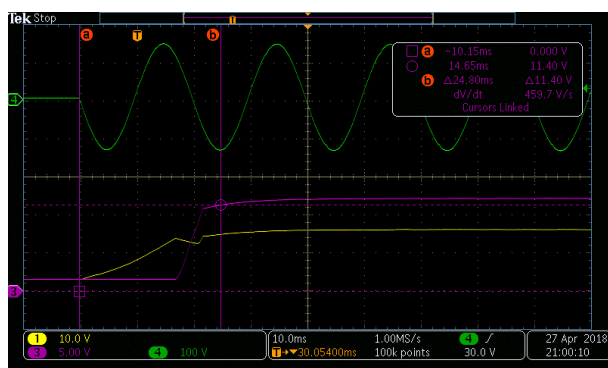 Tek Stop
T
a
T
b
a −10.15ms 0.000 V
14.65ms 11.40 V
b Δ24.80ms Δ11.40 V
dV/dt 459.7 V/s
Cursors Linked
4
3
1 10.0 V
3 5.00 V 4 100 V
10.0ms 1.00MS/s 4
T→▼30.05400ms 100k points 30.0 V
27 Apr 2018
21:00:10